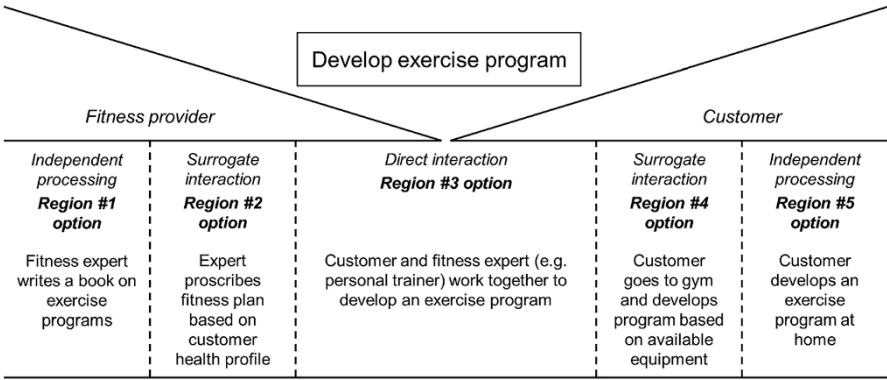 Develop exercise program
Fitness provider
Customer
Independent
processing
Region #1
option
Fitness expert
writes a book on
exercise
programs
Surrogate
interaction
Region #2
option
Expert
proscribes
fitness plan
based on
customer
health profile
Direct interaction
Region #3 option
Customer and fitness expert (e.g.
personal trainer) work together to
develop an exercise program
Surrogate
interaction
Region #4
option
Customer
goes to gym
and develops
program based
on available
equipment
Independent
processing
Region #5
option
Customer
develops an
exercise
program at
home